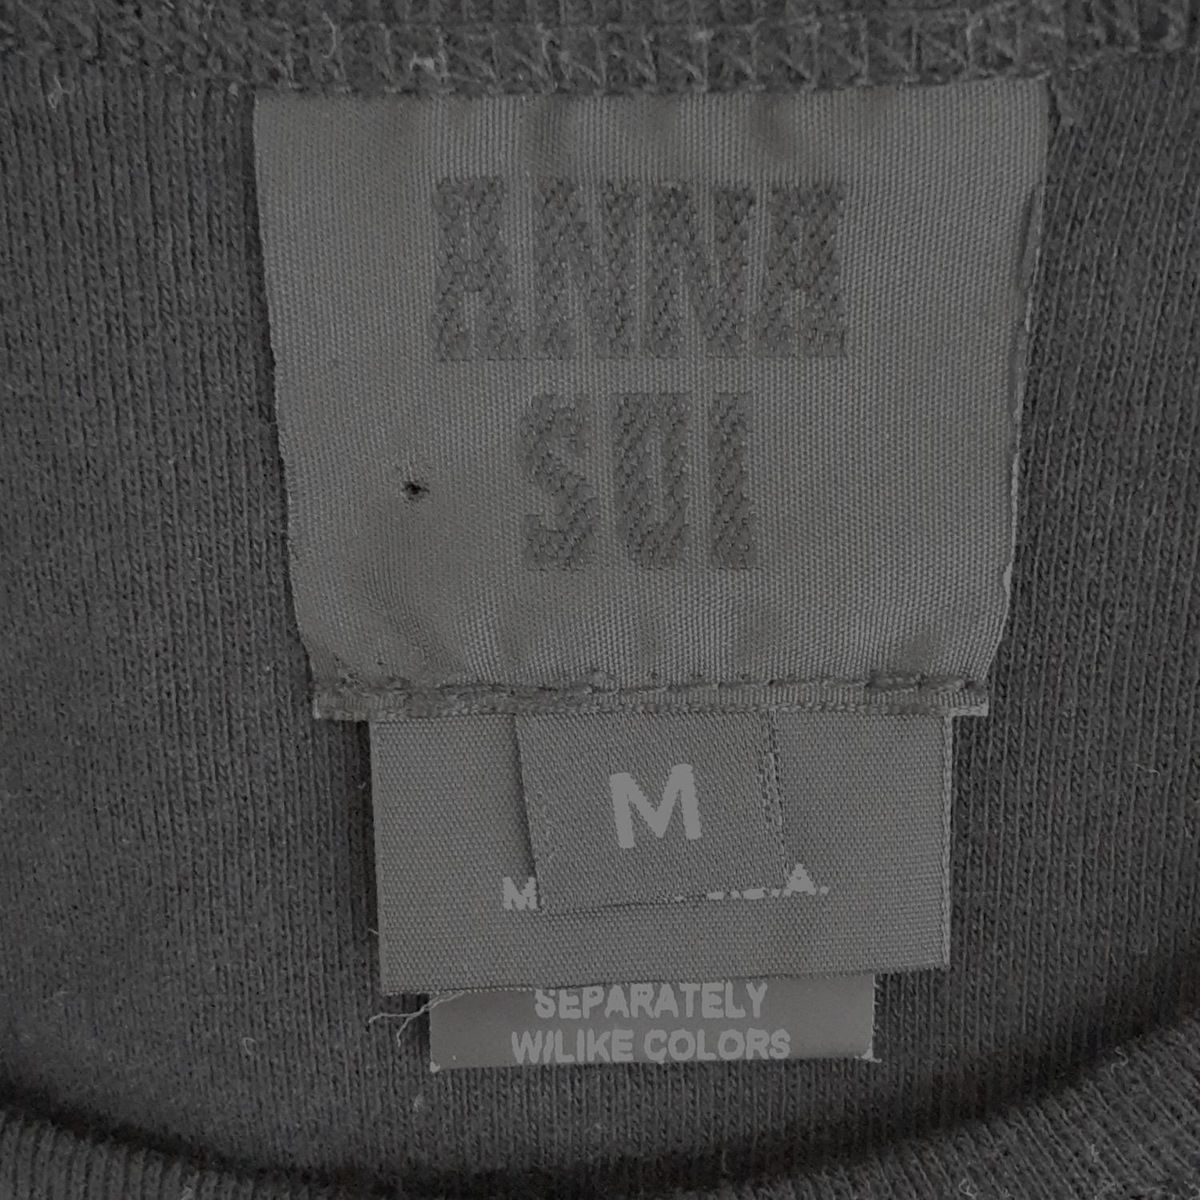 ANNA
SUI
M
SEPARATELY
W/LIKE COLORS